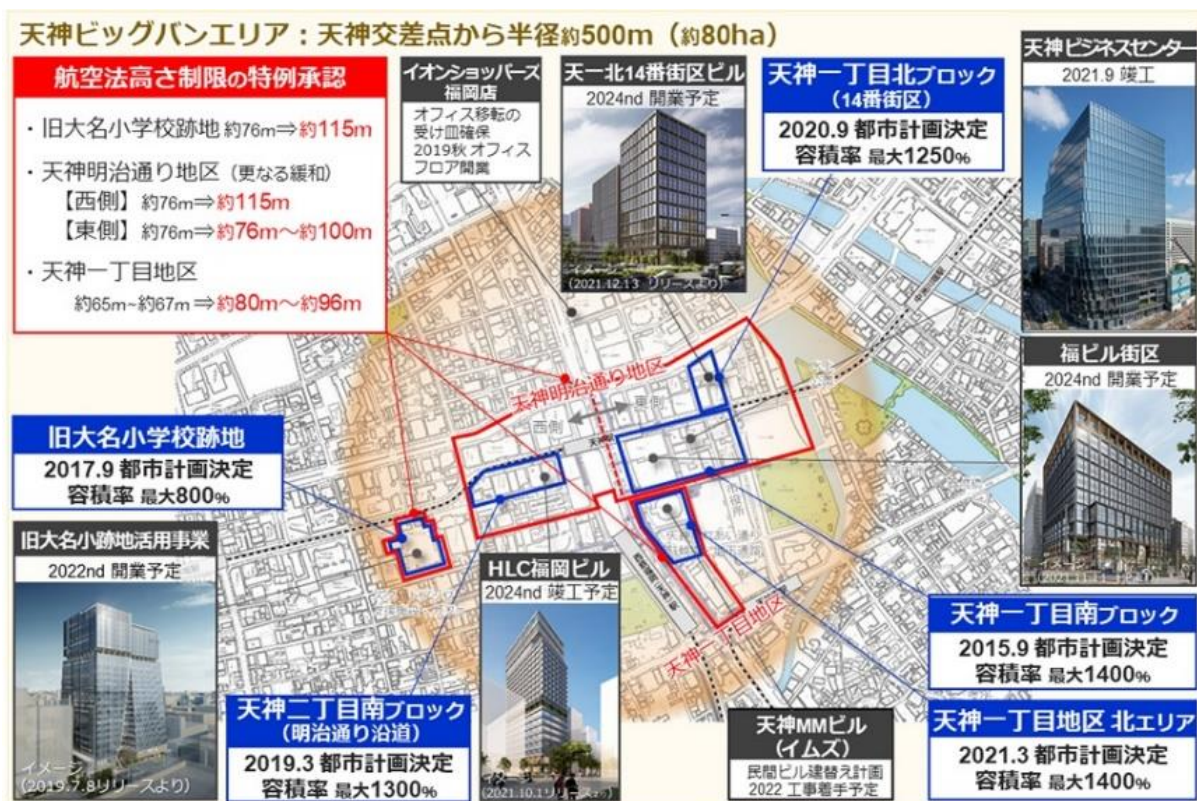 天神ビッグバンエリア：天神交差点から半径約500m（約80ha）
航空法高さ制限の特例承認
・旧大名小学校跡地 約76m⇒約115m
・天神明治通り地区（更なる緩和）
【西側】約76m⇒約115m
【東側】約76m⇒約76m～約100m
・天神一丁目地区
約65m~約67m⇒約80m～約96m
イオンショッパーズ
福岡店
オフィス移転の
受け皿確保
2019秋 オフィス
フロア開業
天一北14番街区ビル
2024nd 開業予定
イメージ
(2021.12.13 リリースより)
天神一丁目北ブロック
（14番街区）
2020.9 都市計画決定
容積率 最大1250%
天神ビジネスセンター
2021.9 竣工
福ビル街区
2024nd 開業予定
イメージ
天神明治通り地区
西側
東側
天神一丁目地区
旧大名小学校跡地
2017.9 都市計画決定
容積率 最大800%
旧大名小跡地活用事業
2022nd 開業予定
イメージ
(2019.7.8リリースより)
天神二丁目南ブロック
（明治通り沿道）
2019.3 都市計画決定
容積率 最大1300%
HLC福岡ビル
2024nd 竣工予定
(2021.10.1リリースより)
天神MMビル
（イムズ）
民間ビル建替え計画
2022 工事着手予定
天神一丁目南ブロック
2015.9 都市計画決定
容積率 最大1400%
天神一丁目地区 北エリア
2021.3 都市計画決定
容積率 最大1400%